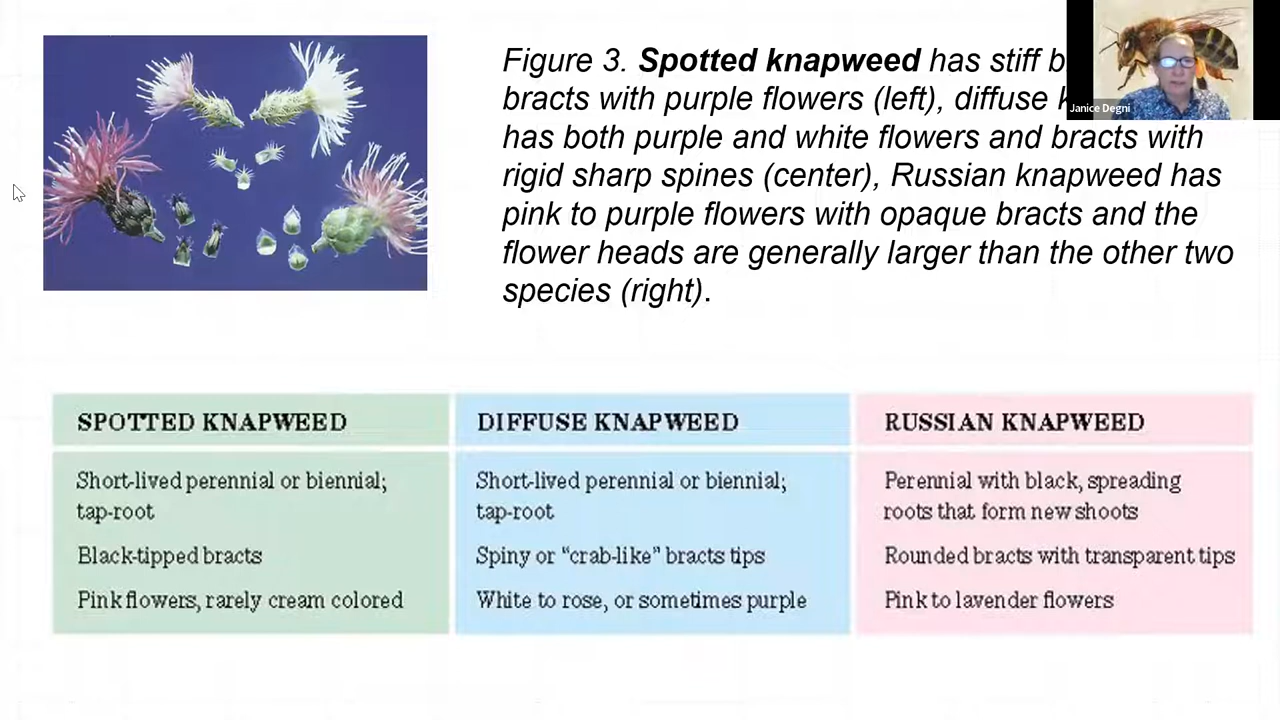 Figure 3. Spotted knapweed has stiff
bracts with purple flowers (left), diffuse
has both purple and white flowers and bracts with
rigid sharp spines (center), Russian knapweed has
pink to purple flowers with opaque bracts and the
flower heads are generally larger than the other two
species (right).
Janice Degni
SPOTTED KNAPWEED
Short-lived perennial or biennial;
tap-root
Black-tipped bracts
Pink flowers, rarely cream colored
DIFFUSE KNAPWEED
Short-lived perennial or biennial;
tap-root
Spiny or “crab-like” bracts tips
White to rose, or sometimes purple
RUSSIAN KNAPWEED
Perennial with black, spreading
roots that form new shoots
Rounded bracts with transparent tips
Pink to lavender flowers